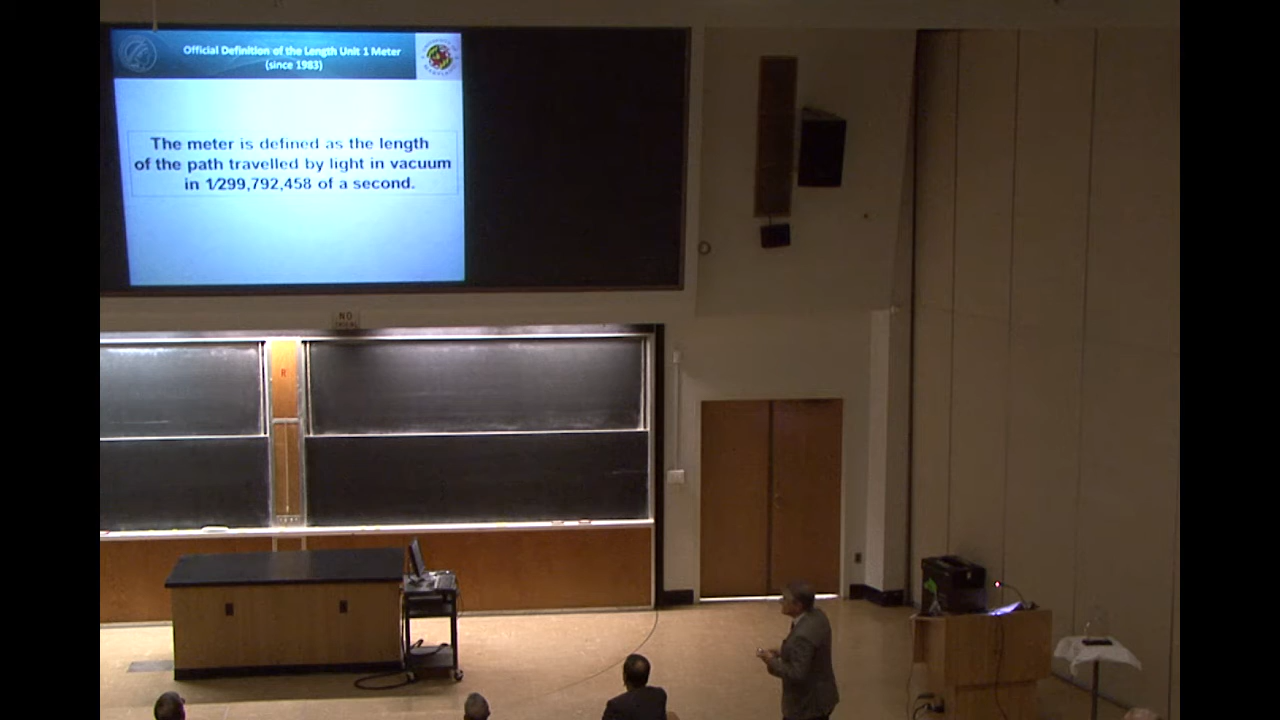 Official Definition of the Length Unit 1 Meter
(since 1983)
The meter is defined as the length
of the path travelled by light in vacuum
in 1/299,792,458 of a second.
NO
R